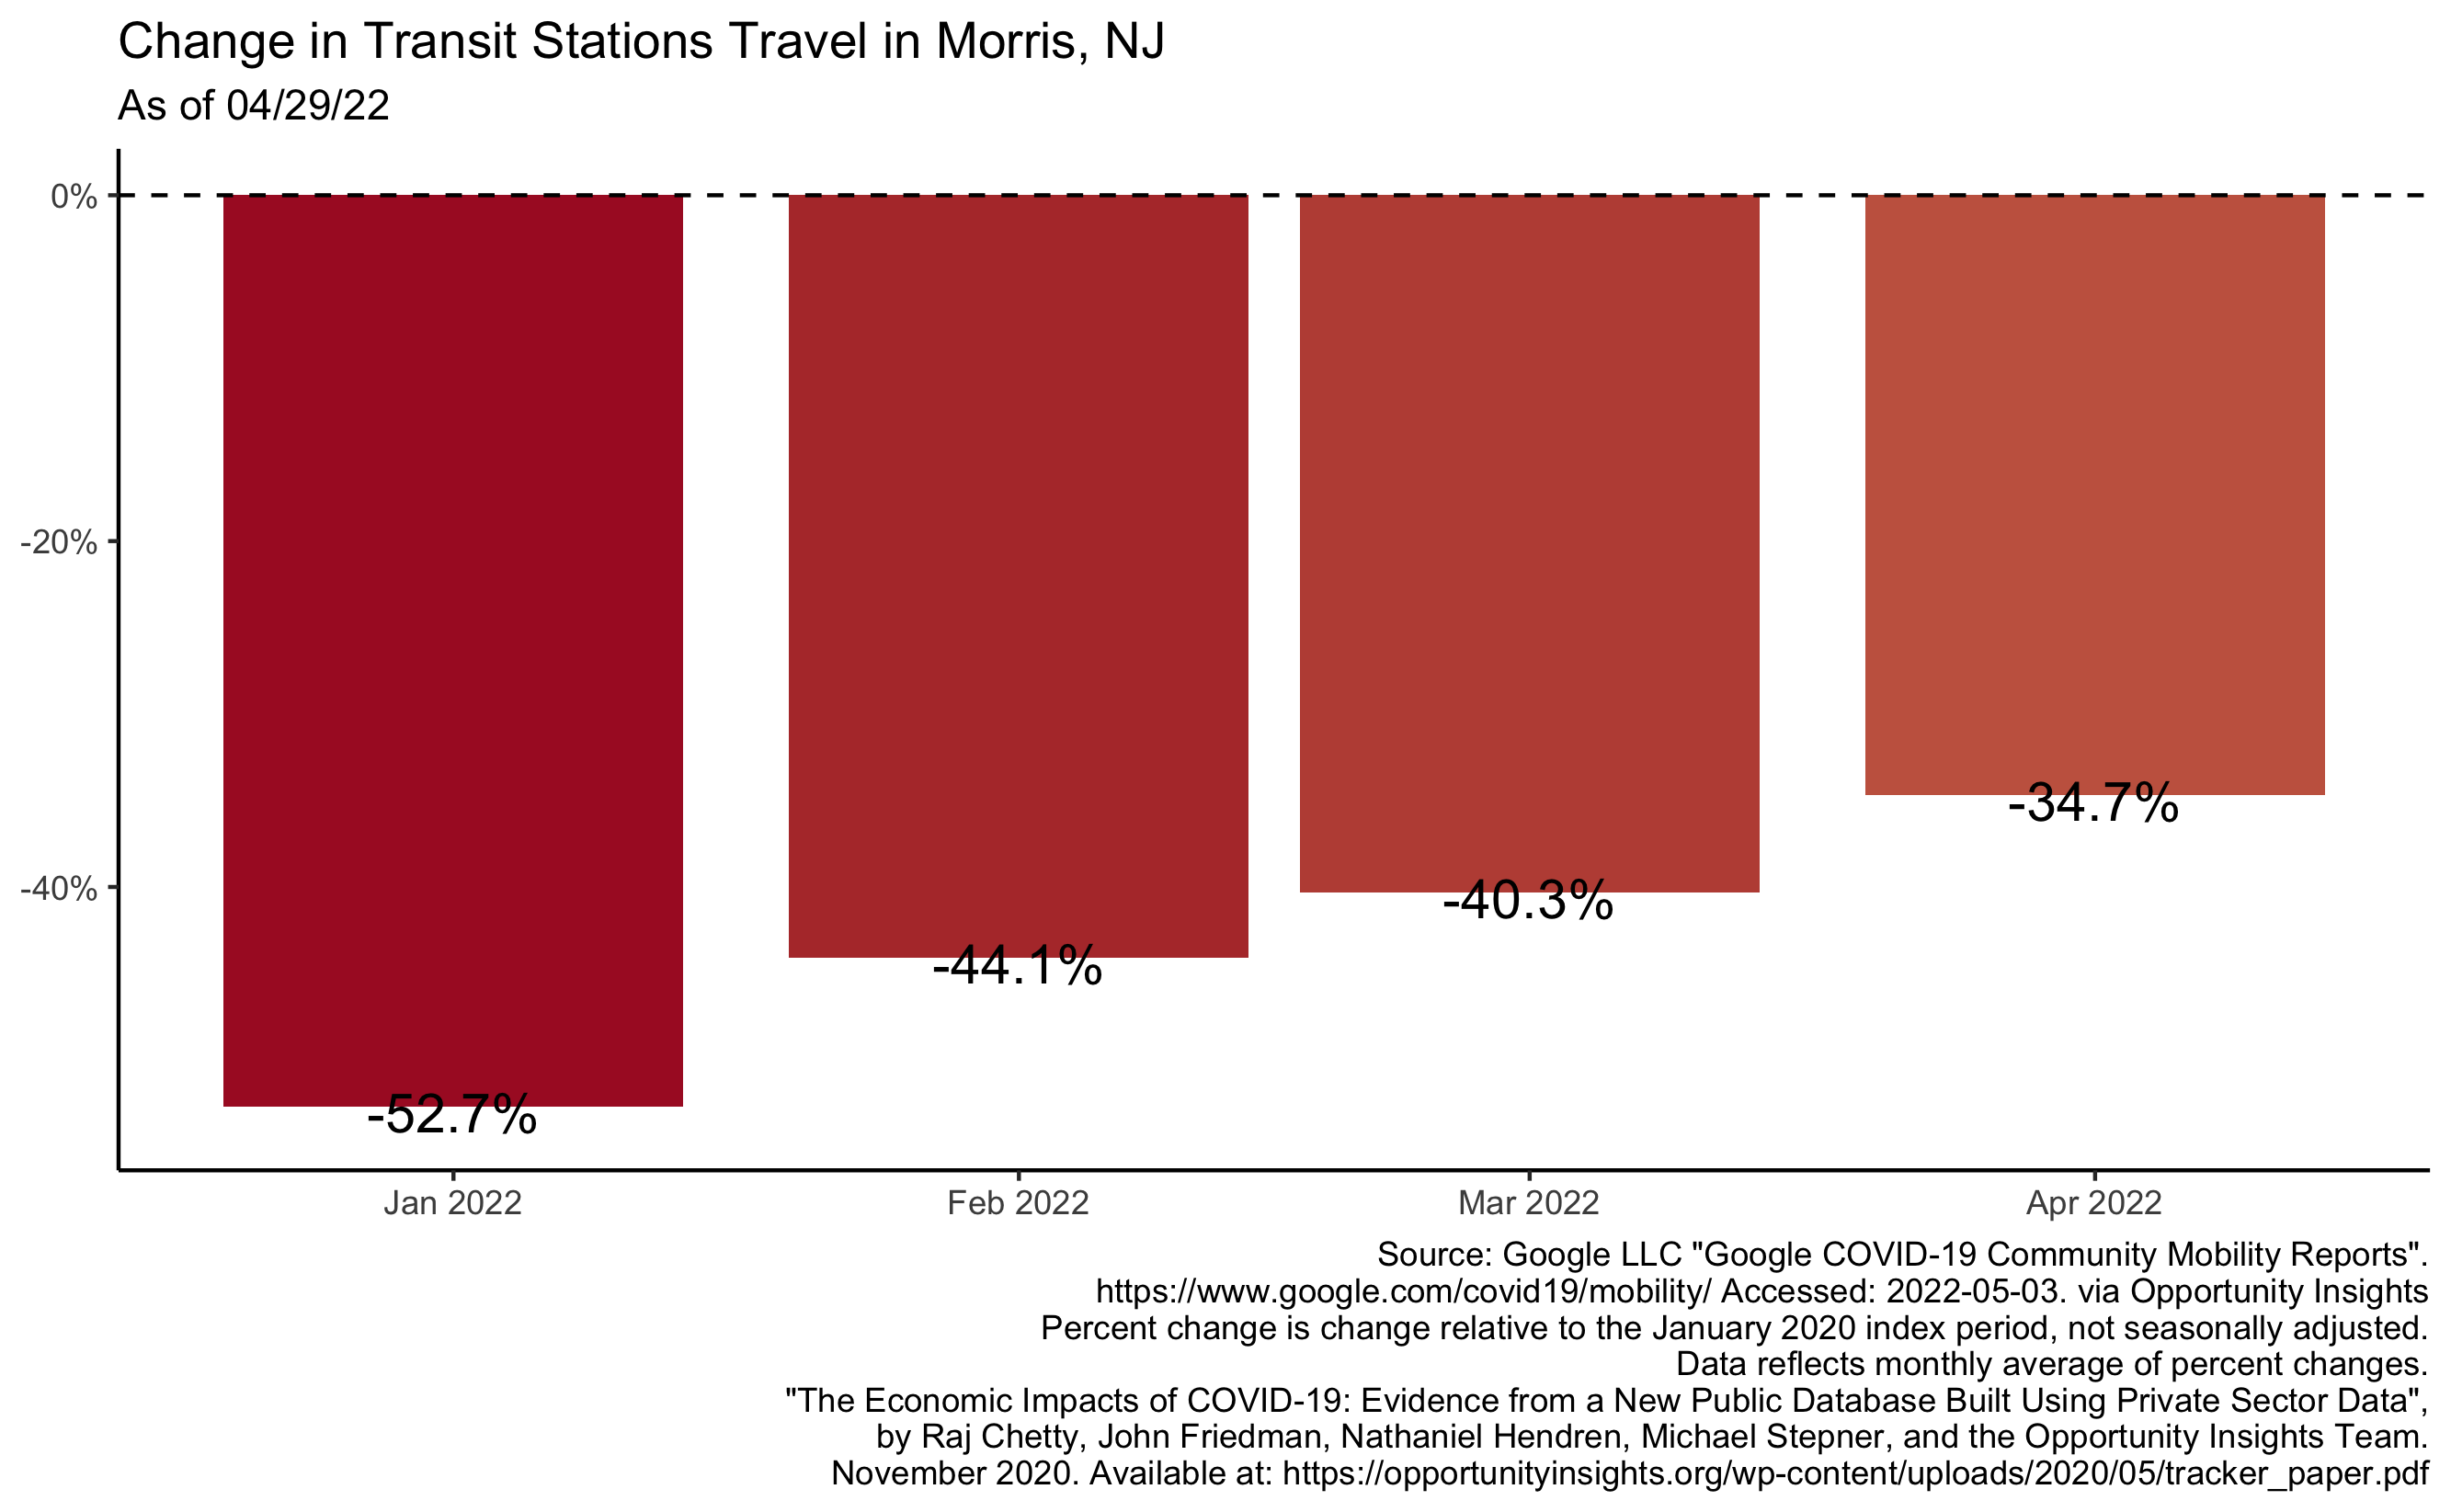 Change in Transit Stations Travel in Morris, NJ
As of 04/29/22
0%
-20%
-40%
-52.7%
-44.1%
-40.3%
-34.7%
Jan 2022
Feb 2022
Mar 2022
Apr 2022
Source: Google LLC "Google COVID-19 Community Mobility Reports".
https://www.google.com/covid19/mobility/ Accessed: 2022-05-03. via Opportunity Insights
Percent change is change relative to the January 2020 index period, not seasonally adjusted.
Data reflects monthly average of percent changes.
"The Economic Impacts of COVID-19: Evidence from a New Public Database Built Using Private Sector Data",
by Raj Chetty, John Friedman, Nathaniel Hendren, Michael Stepner, and the Opportunity Insights Team.
November 2020. Available at: https://opportunityinsights.org/wp-content/uploads/2020/05/tracker_paper.pdf